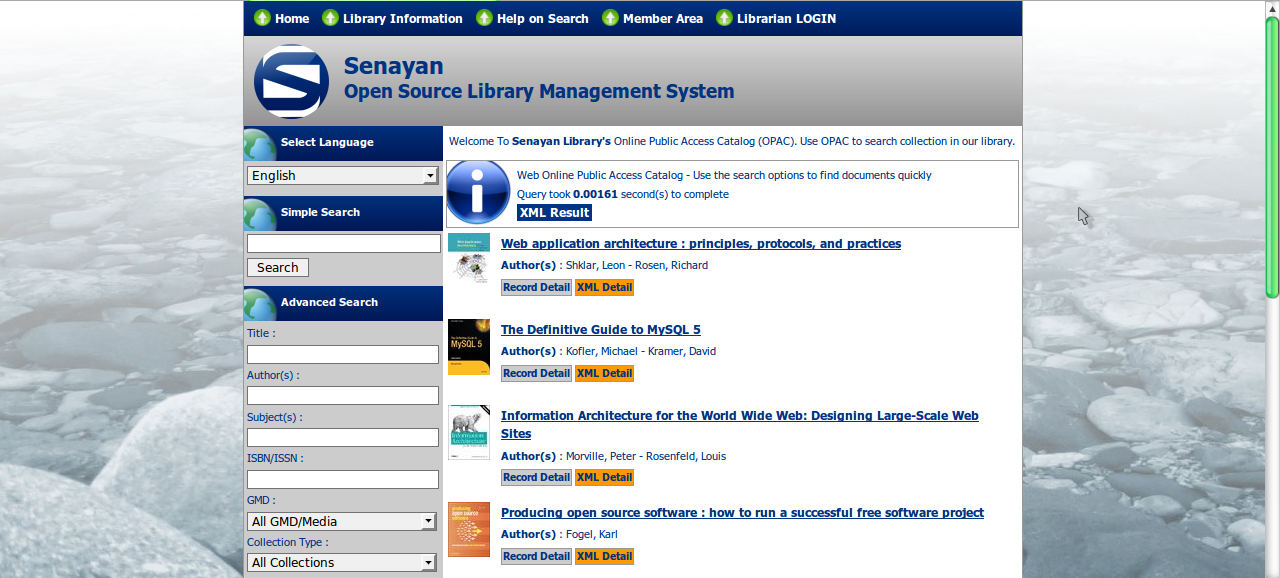 Home Library Information Help on Search Member Area Librarian LOGIN
Senayan
Open Source Library Management System
Select Language
English
Simple Search
Search
Advanced Search
Title :
Author(s) :
Subject(s) :
ISBN/ISSN :
GMD :
All GMD/Media
Collection Type :
All Collections
Welcome To Senayan Library's Online Public Access Catalog (OPAC). Use OPAC to search collection in our library.
Web Online Public Access Catalog - Use the search options to find documents quickly
Query took 0.00161 second(s) to complete
XML Result
Web application architecture : principles, protocols, and practices
Author(s) : Shklar, Leon - Rosen, Richard
Record Detail XML Detail
The Definitive Guide to MySQL 5
Author(s) : Kofler, Michael - Kramer, David
Record Detail XML Detail
Information Architecture for the World Wide Web: Designing Large-Scale Web
Sites
Author(s) : Morville, Peter - Rosenfeld, Louis
Record Detail XML Detail
Producing open source software : how to run a successful free software project
Author(s) : Fogel, Karl
Record Detail XML Detail